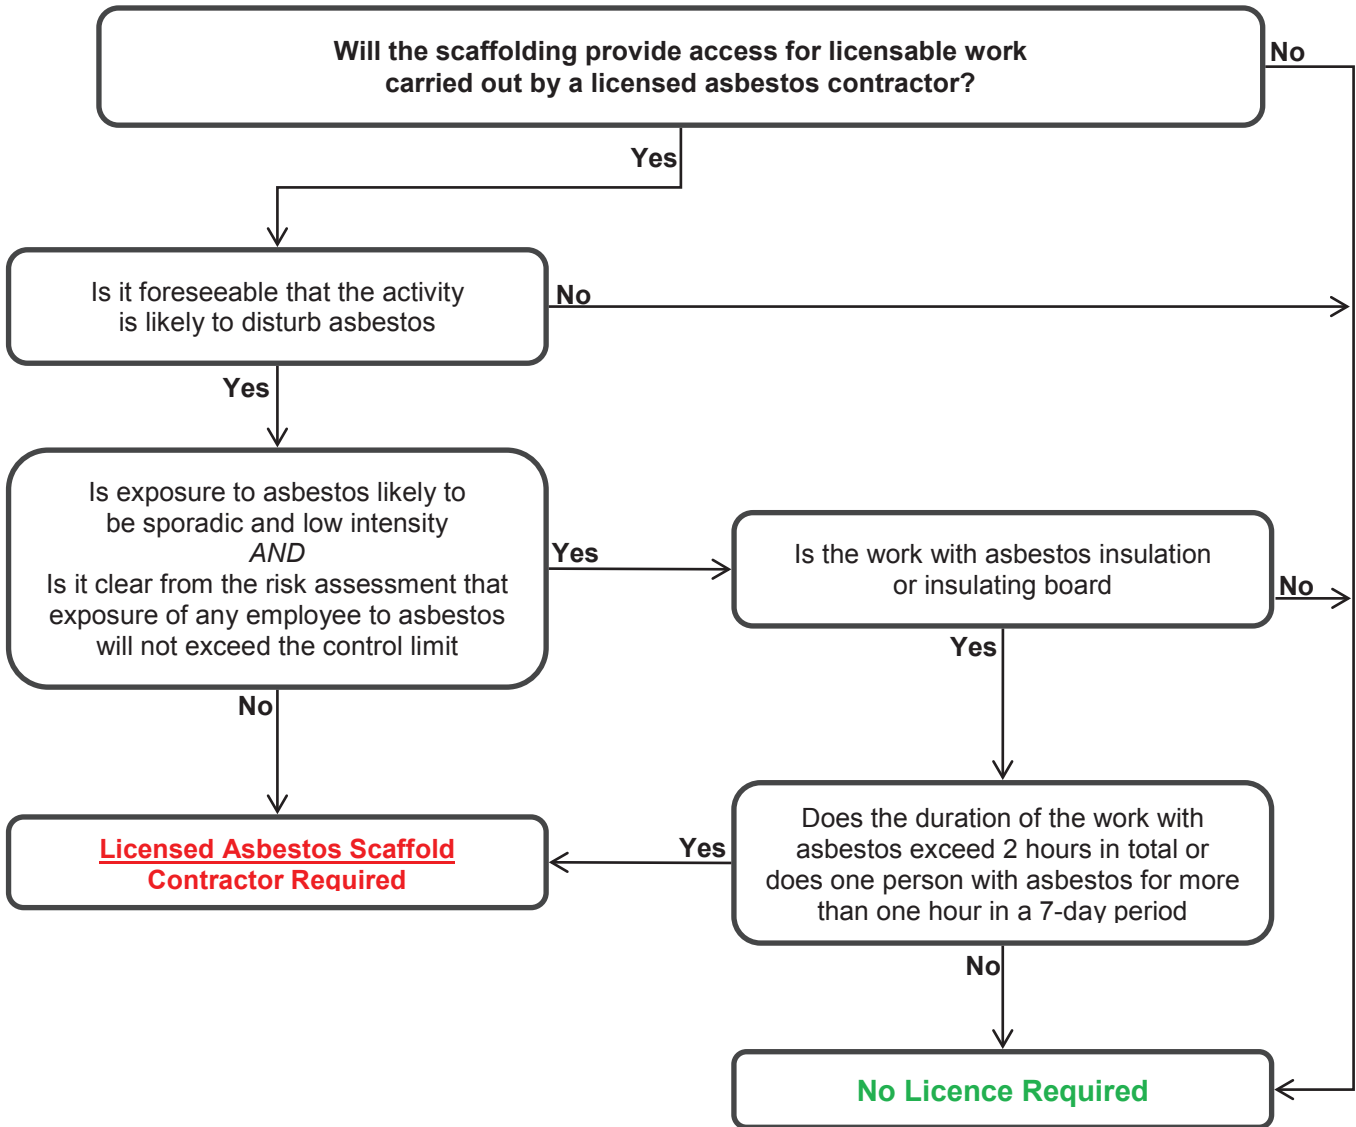 Will the scaffolding provide access for licensable work
carried out by a licensed asbestos contractor?
No
Yes
Is it foreseeable that the activity
is likely to disturb asbestos
No
Yes
Is exposure to asbestos likely to
be sporadic and low intensity
AND
Is it clear from the risk assessment that
exposure of any employee to asbestos
will not exceed the control limit
Yes
Is the work with asbestos insulation
or insulating board
No
Yes
No
Does the duration of the work with
asbestos exceed 2 hours in total or
does one person with asbestos for more
than one hour in a 7-day period
Yes
Licensed Asbestos Scaffold
Contractor Required
No
No Licence Required